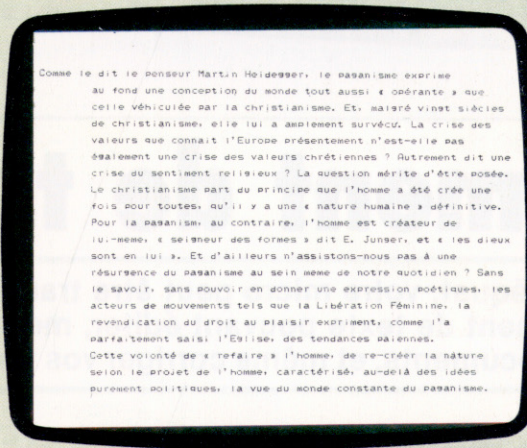 Comme le dit le penseur Martin Heidegger, le paganisme exprime
au fond une conception du monde tout aussi « opérante » que
celle véhiculée par la christianisme. Et, malgré vingt siècles
de christianisme, elle lui a amplement survécu. La crise des
valeurs que connait l'Europe présentement n'est-elle pas
également une crise des valeurs chrétiennes ? Autrement dit une
crise du sentiment religieux ? La question mérite d'être posée.
Le christianisme part du principe que l'homme a été crée une
fois pour toutes, qu'il y a une « nature humaine » définitive.
Pour la paganism, au contraire, l'homme est créateur de
lui-meme, « seigneur des formes » dit E. Junger, et « les dieux
sont en lui ». Et d'ailleurs n'assistons-nous pas à une
résurgence du paganisme au sein meme de notre quotidien ? Sans
le savoir, sans pouvoir en donner une expression poétiques, les
acteurs de mouvements tels que la Libération Féminine, la
revendication du droit au plaisir expriment, comme l'a
parfaitement saisi l'Eglise, des tendances paiennes.
Cette volonté de « refaire » l'homme, de re-créer la nature
selon le projet de l'homme, caractérisé, au-delà des idées
purement politiques, la vue du monde constante du paganisme.